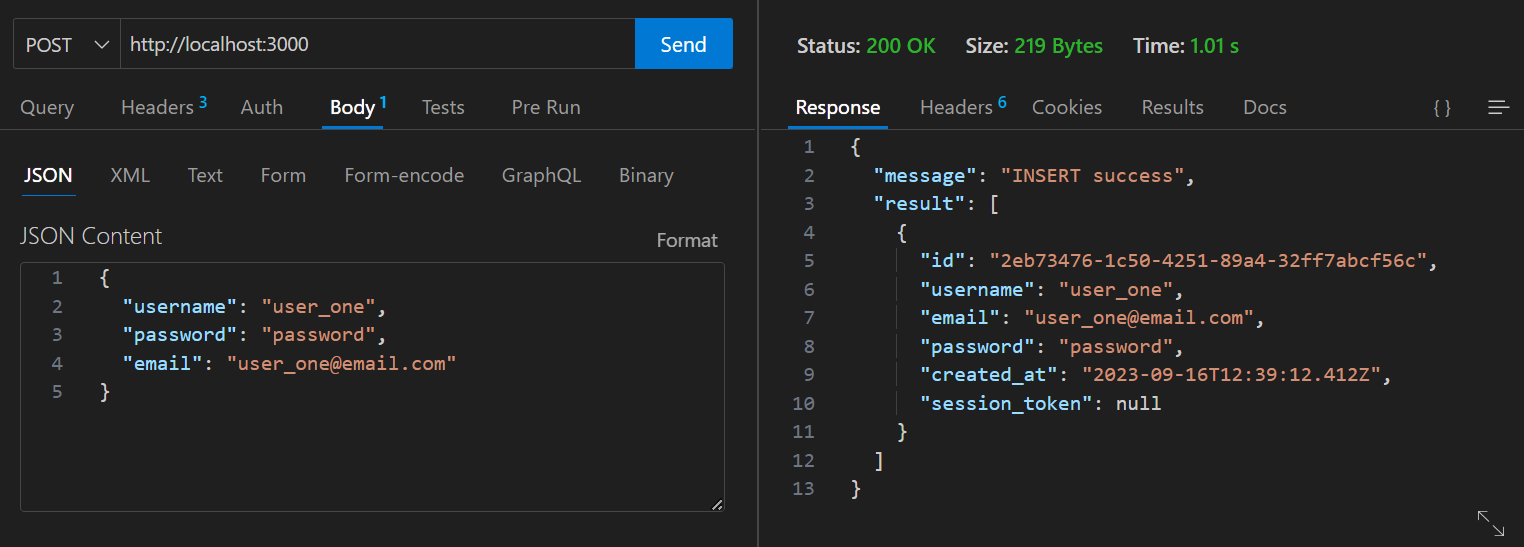 POST http://localhost:3000 Send
Query Headers 3 Auth Body 1 Tests Pre Run
JSON XML Text Form Form-encode GraphQL Binary
JSON Content Format
1 {
2 "username": "user_one",
3 "password": "password",
4 "email": "user_one@email.com"
5 }
Status: 200 OK Size: 219 Bytes Time: 1.01 s
Response Headers 6 Cookies Results Docs { }
1 {
2 "message": "INSERT success",
3 "result": [
4 {
5 "id": "2eb73476-1c50-4251-89a4-32ff7abcf56c",
6 "username": "user_one",
7 "email": "user_one@email.com",
8 "password": "password",
9 "created_at": "2023-09-16T12:39:12.412Z",
10 "session_token": null
11 }
12 ]
13 }